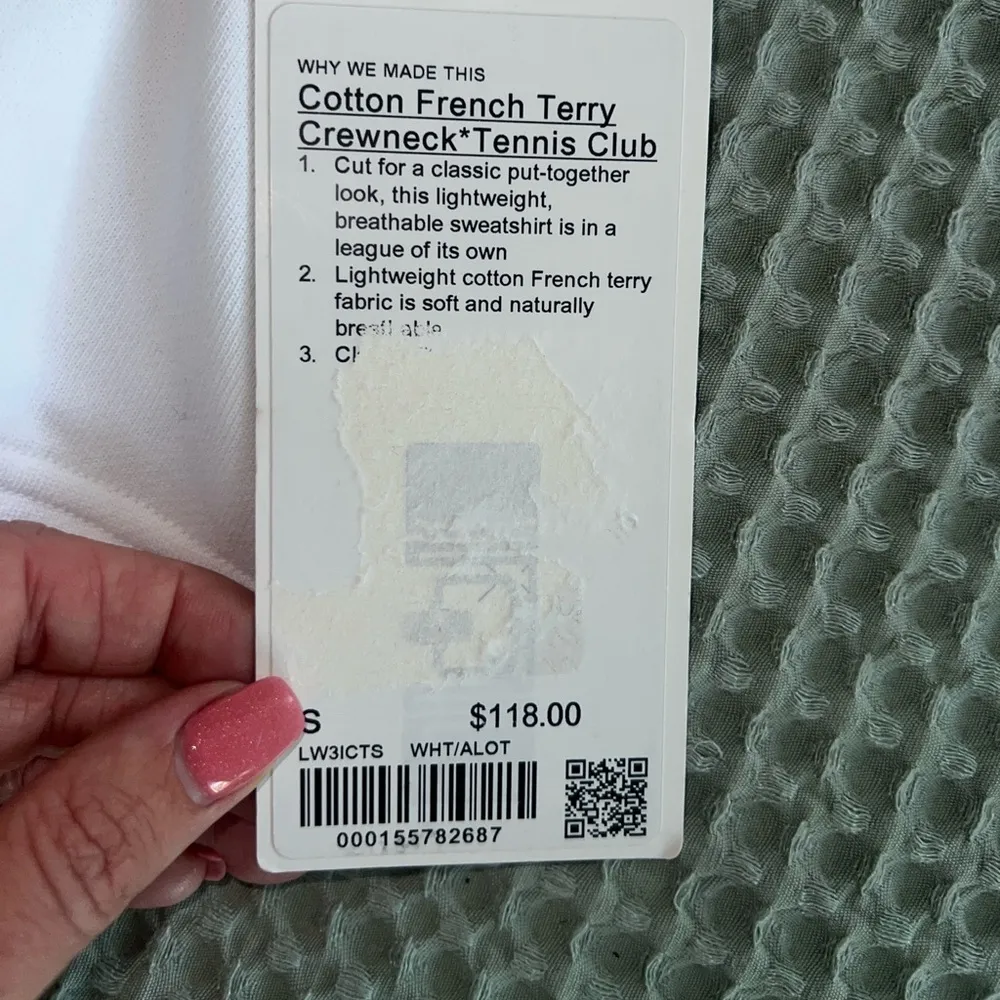 WHY WE MADE THIS
Cotton French Terry
Crewneck*Tennis Club
1. Cut for a classic put-together
look, this lightweight,
breathable sweatshirt is in a
league of its own
2. Lightweight cotton French terry
fabric is soft and naturally
breathable
3.
S $118.00
LW3ICTS WHT/ALOT
000155782687